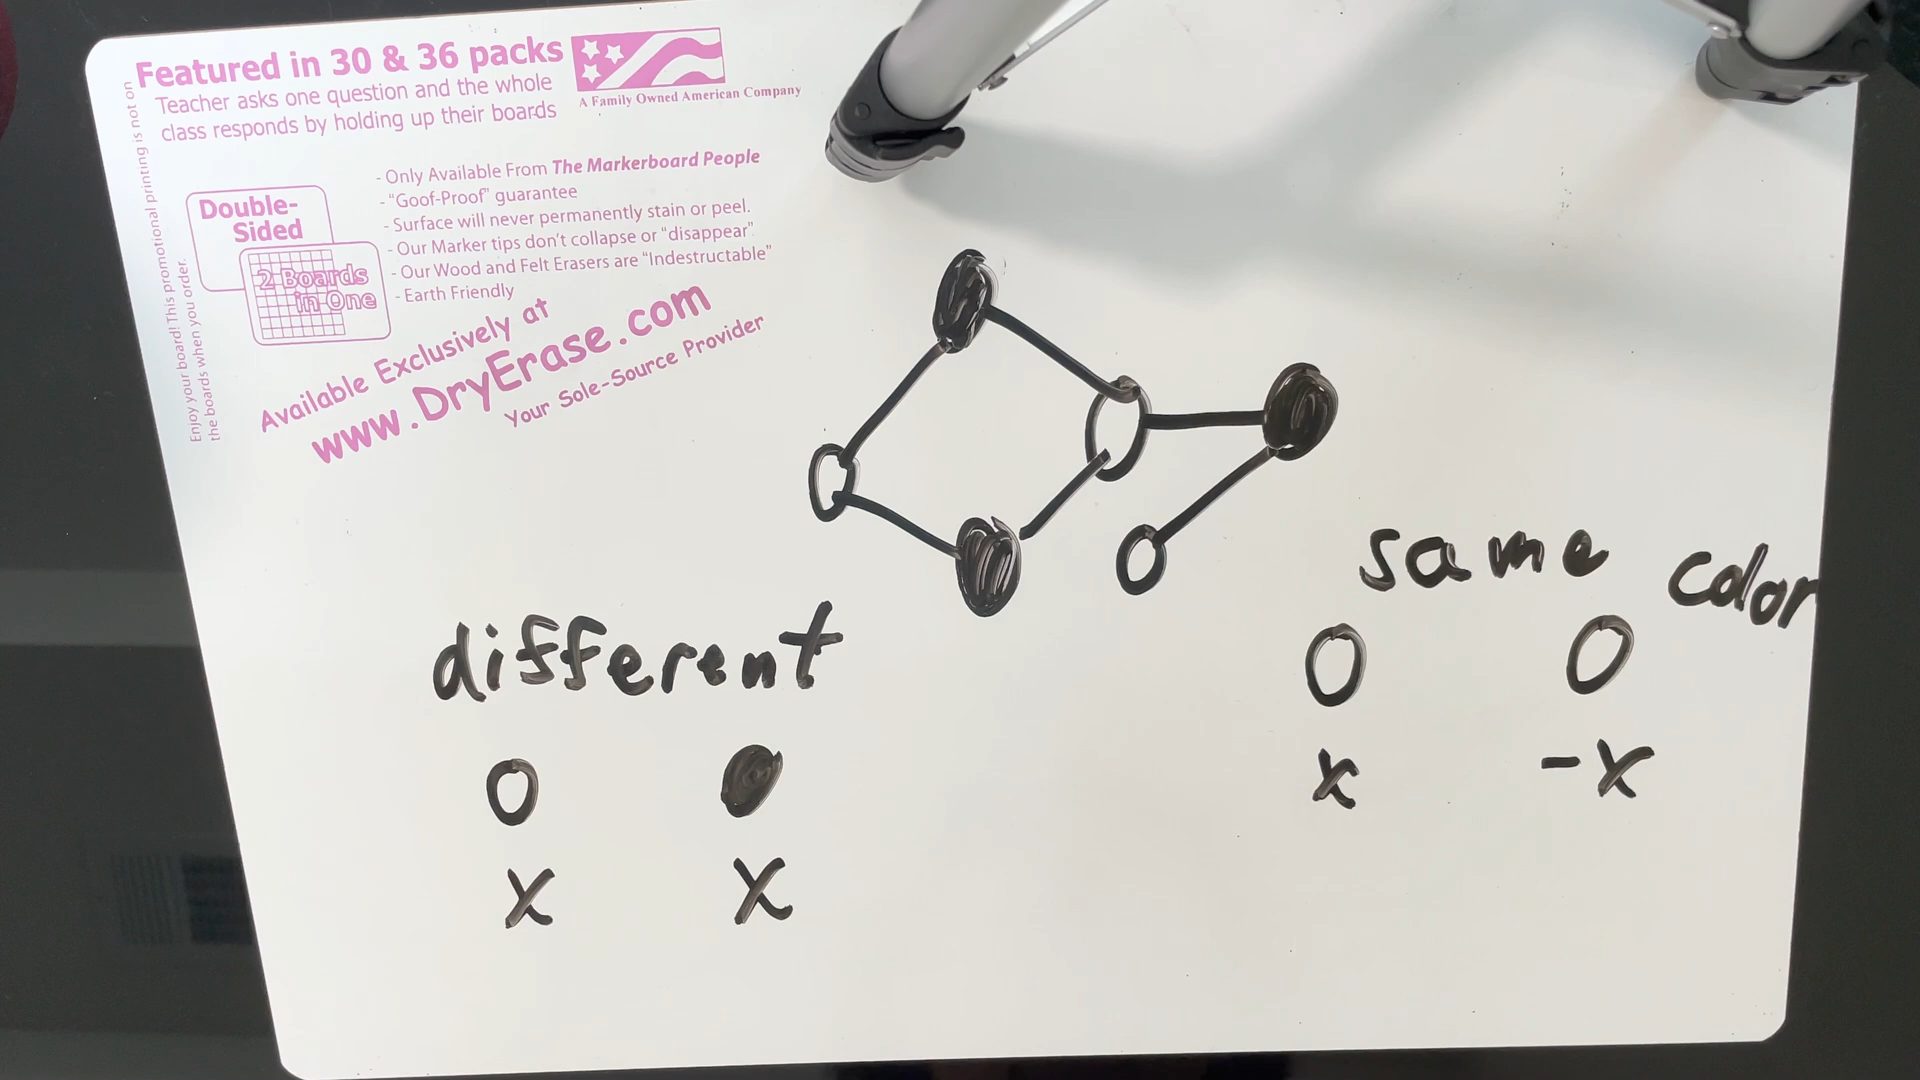 Featured in 30 & 36 packs
Teacher asks one question and the whole
class responds by holding up their boards
A Family Owned American Company
Enjoy your board! This promotional printing is not on
the boards when you order.
Double-
Sided
2 Boards
in One
- Only Available From The Markerboard People
- “Goof-Proof” guarantee
- Surface will never permanently stain or peel.
- Our Marker tips don’t collapse or “disappear”
- Our Wood and Felt Erasers are “Indestructable”
- Earth Friendly
Available Exclusively at
www.DryErase.com
Your Sole-Source Provider
same color
x -x
different
x x